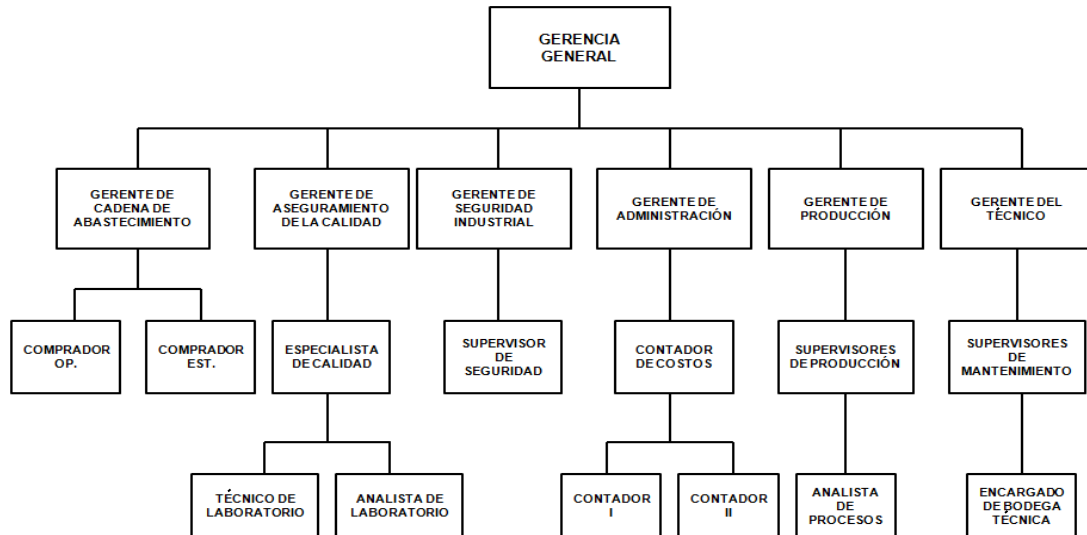 GERENCIA
GENERAL
GERENTE DE
CADENA DE
ABASTECIMIENTO
GERENTE DE
ASEGURAMIENTO
DE LA CALIDAD
GERENTE DE
SEGURIDAD
INDUSTRIAL
GERENTE DE
ADMINISTRACIÓN
GERENTE DE
PRODUCCIÓN
GERENTE DEL
TÉCNICO
COMPRADOR
OP.
COMPRADOR
EST.
ESPECIALISTA
DE CALIDAD
SUPERVISOR
DE
SEGURIDAD
CONTADOR
DE COSTOS
SUPERVISORES
DE PRODUCCIÓN
SUPERVISORES
DE
MANTENIMIENTO
TÉCNICO DE
LABORATORIO
ANALISTA DE
LABORATORIO
CONTADOR
I
CONTADOR
II
ANALISTA
DE
PROCESOS
ENCARGADO
DE BODEGA
TÉCNICA